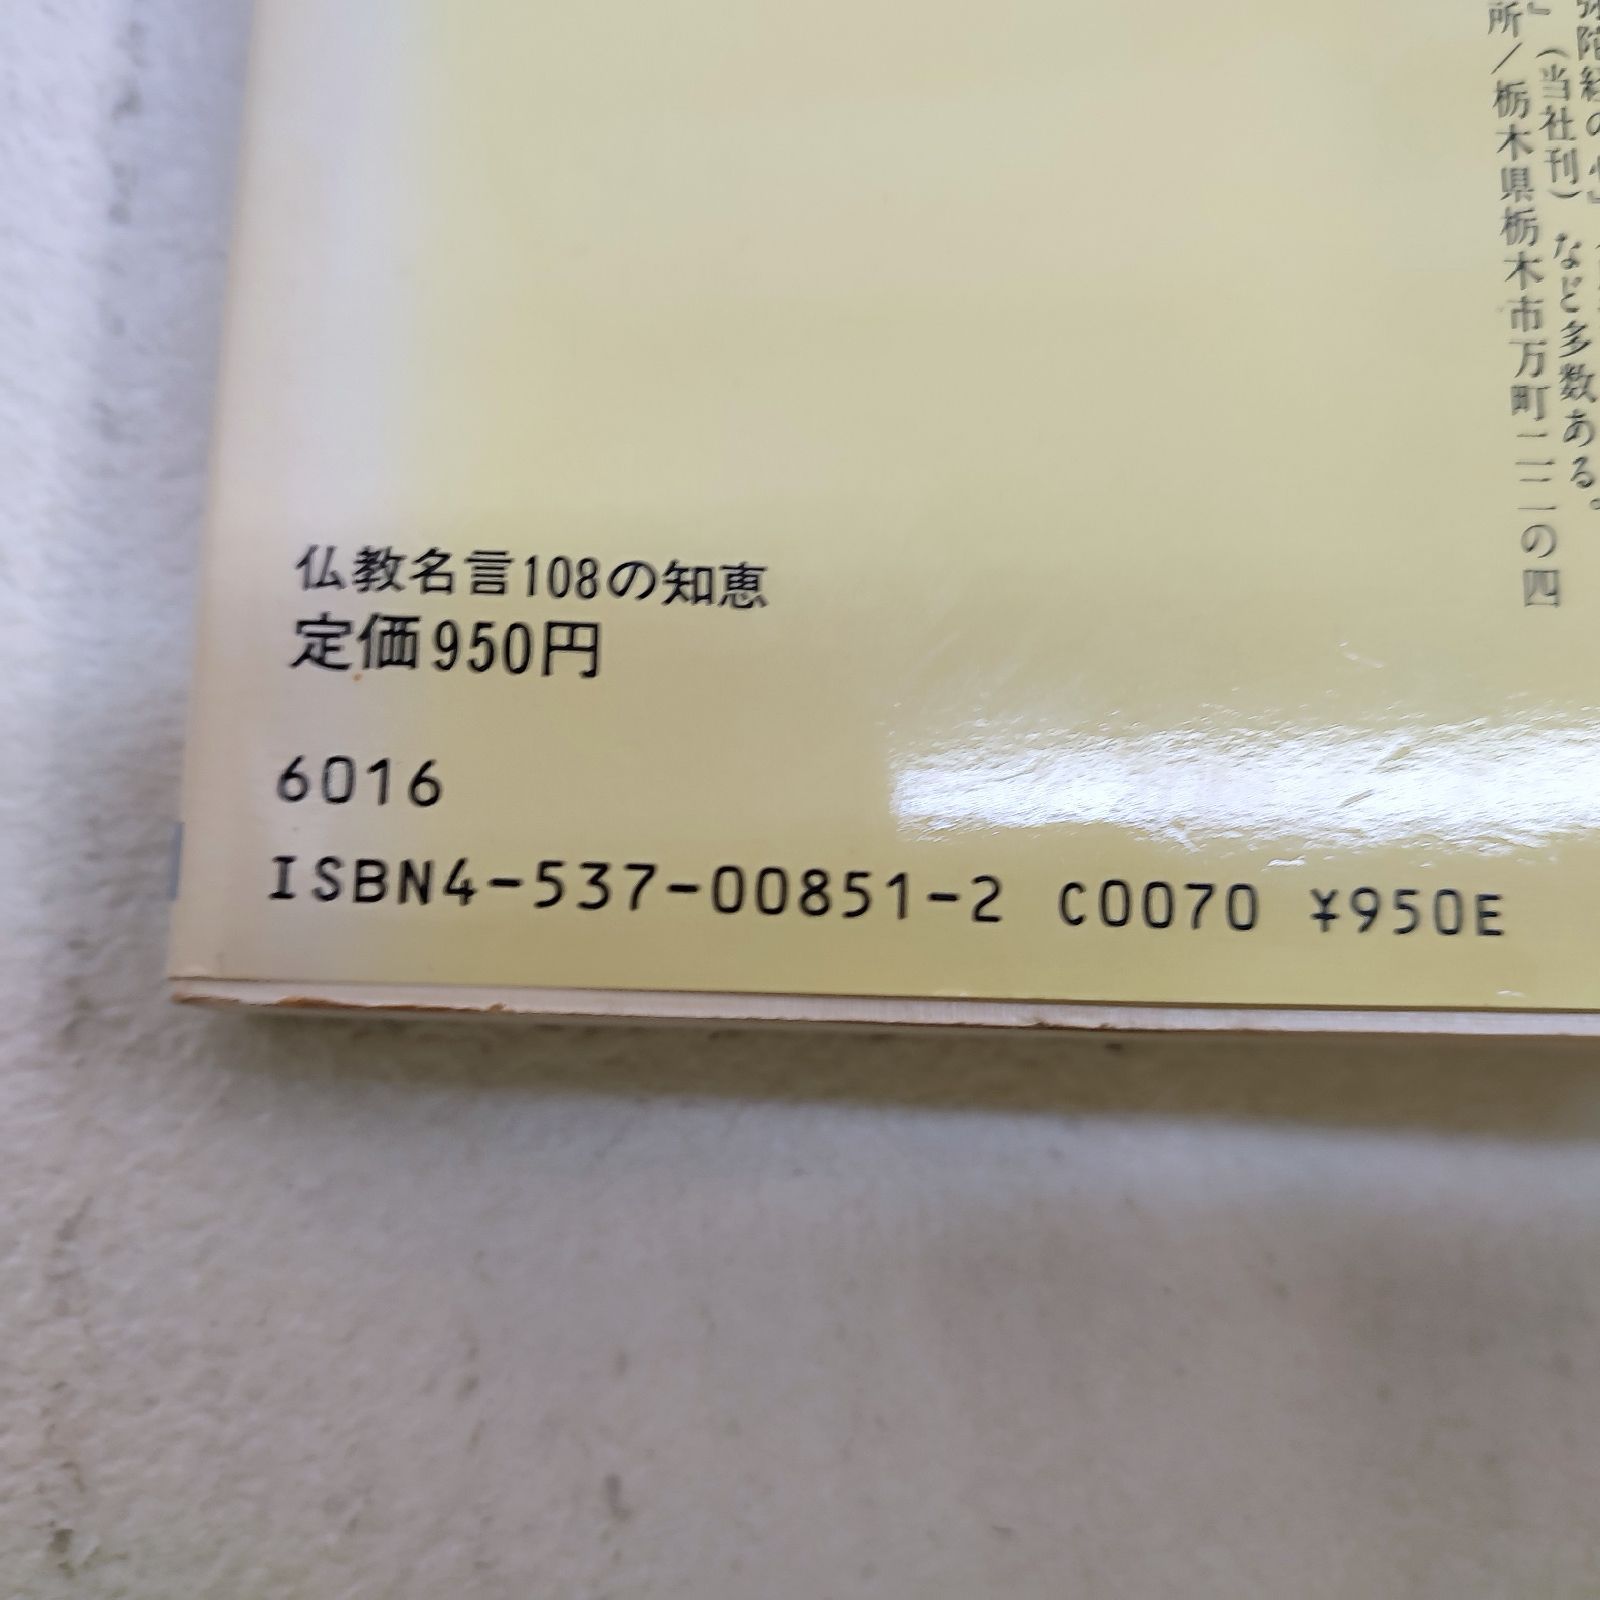 弥陀経の心』
』（当社刊）など多数ある。
所／栃木県栃木市万町二二の四
仏教名言108の知恵
定価950円
6016
ISBN4-537-00851-2 C0070 ¥950E